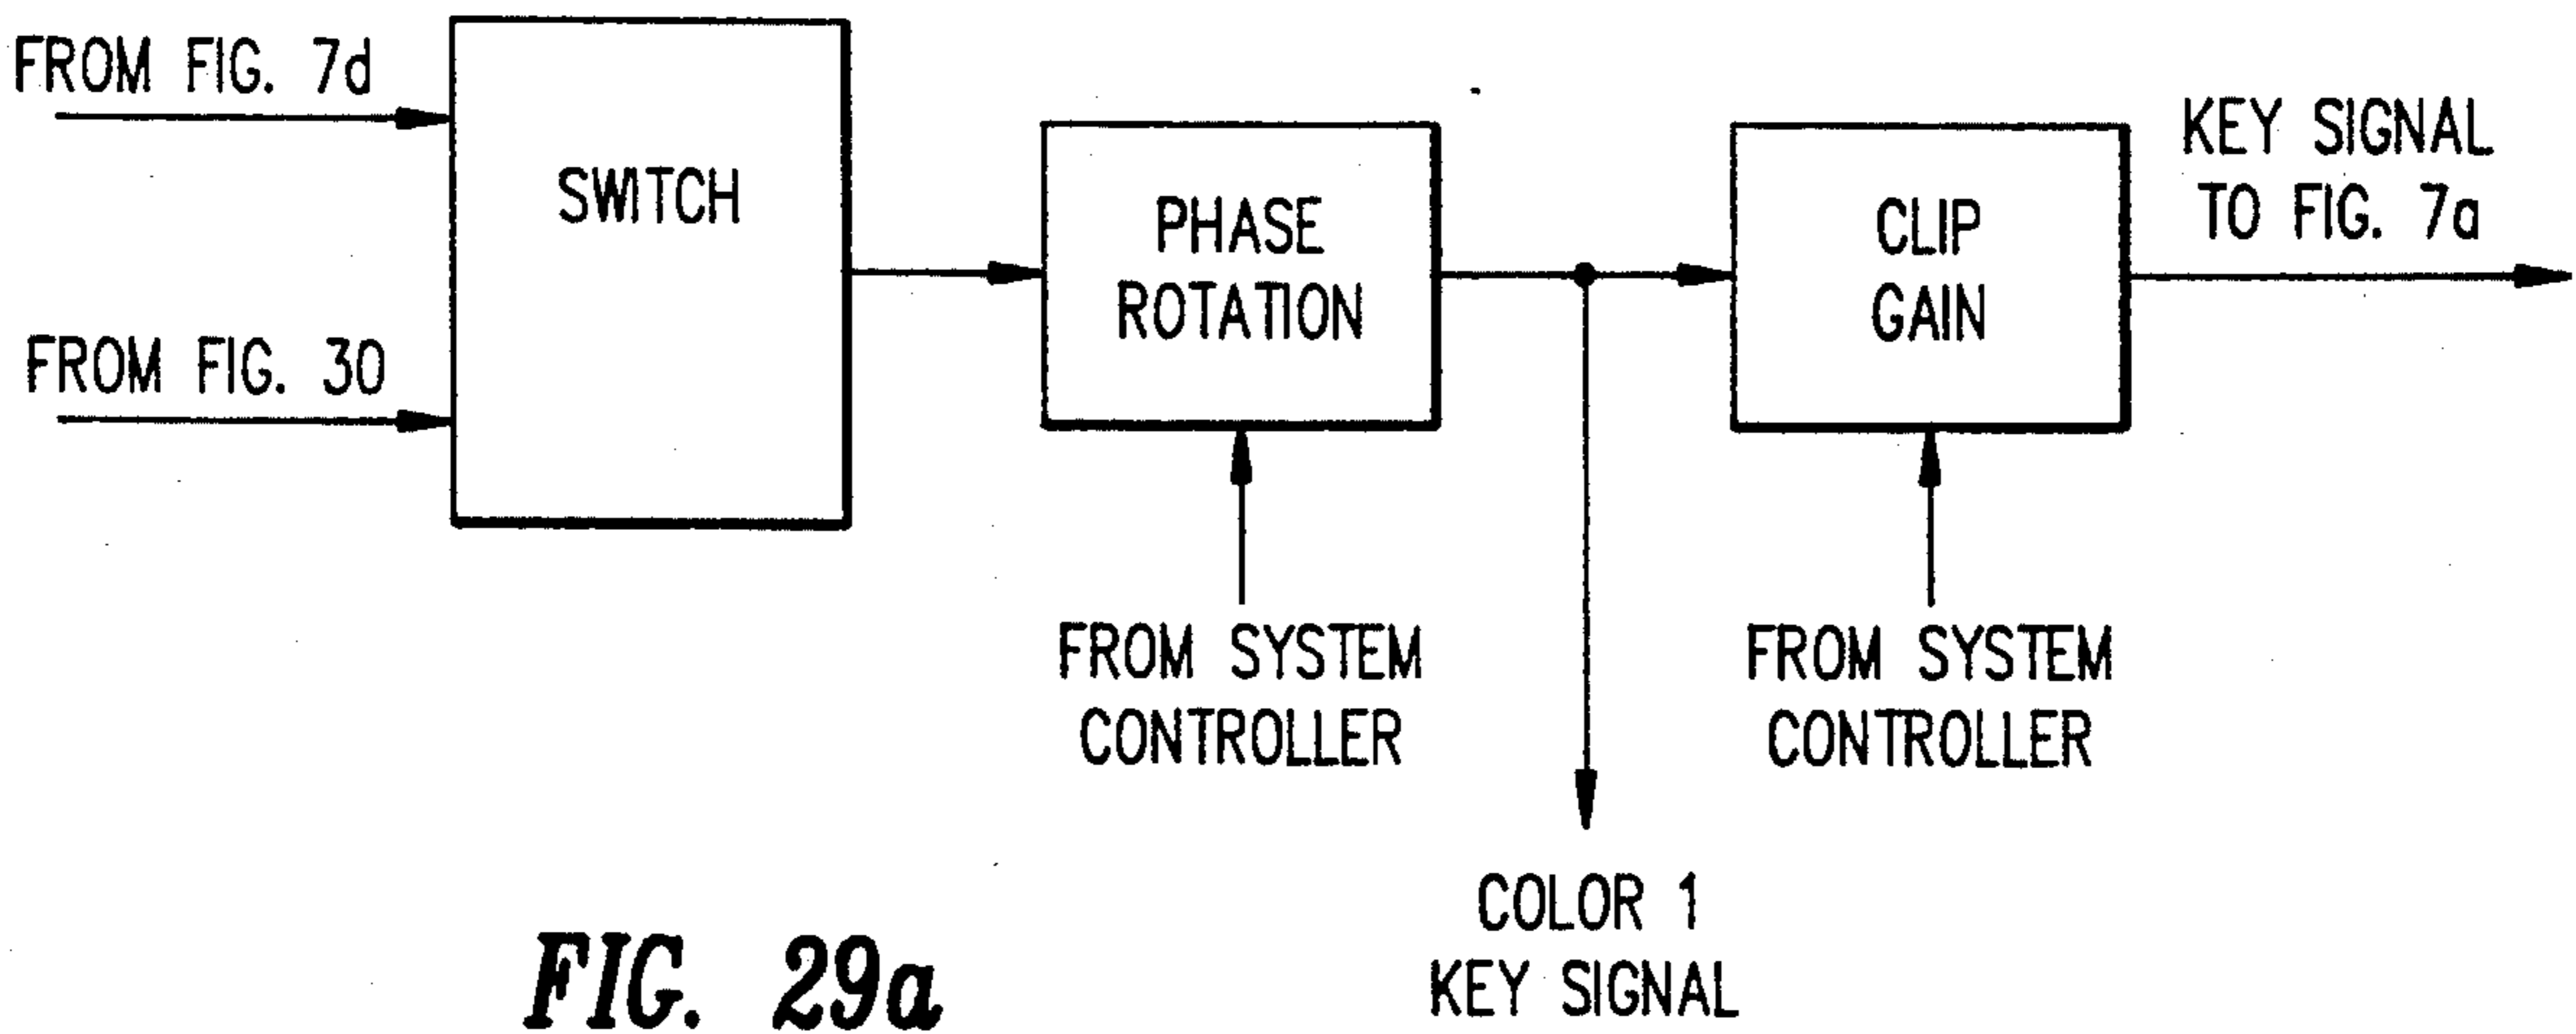 FROM FIG. 7d
FROM FIG. 30
SWITCH
PHASE
ROTATION
FROM SYSTEM
CONTROLLER
COLOR 1
KEY SIGNAL
CLIP
GAIN
FROM SYSTEM
CONTROLLER
KEY SIGNAL
TO FIG. 7a
FIG. 29a